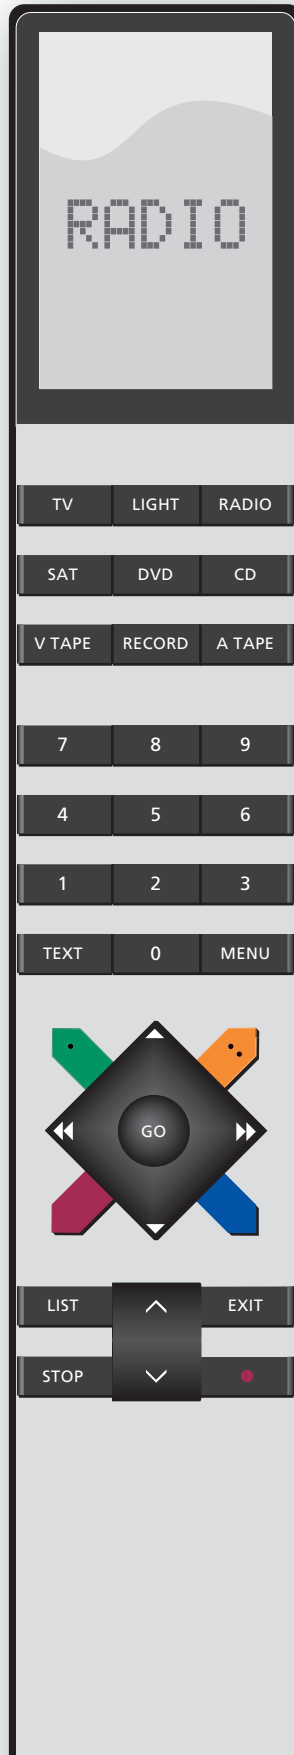 RADIO
TV LIGHT RADIO
SAT DVD CD
V TAPE RECORD A TAPE
7 8 9
4 5 6
1 2 3
TEXT 0 MENU
GO
LIST EXIT
STOP